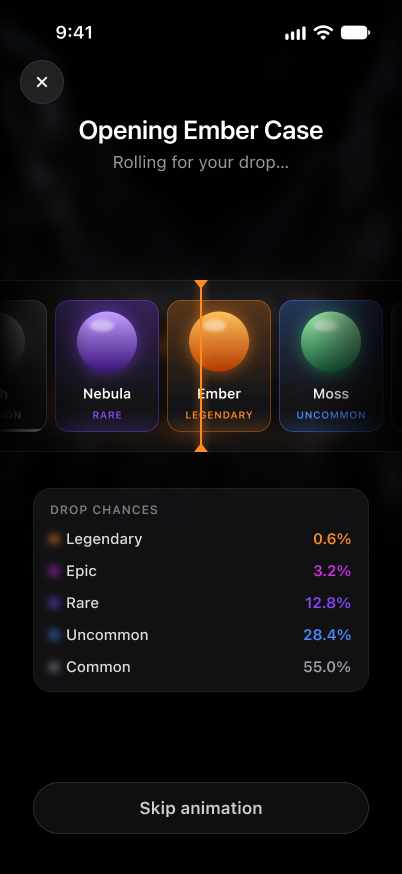 9:41
Opening Ember Case
Rolling for your drop...
Nebula
Ember
Moss
RARE
LEGENDARY
UNCOMMON
DROP CHANCES
Legendary 0.6%
Epic 3.2%
Rare 12.8%
Uncommon 28.4%
Common 55.0%
Skip animation